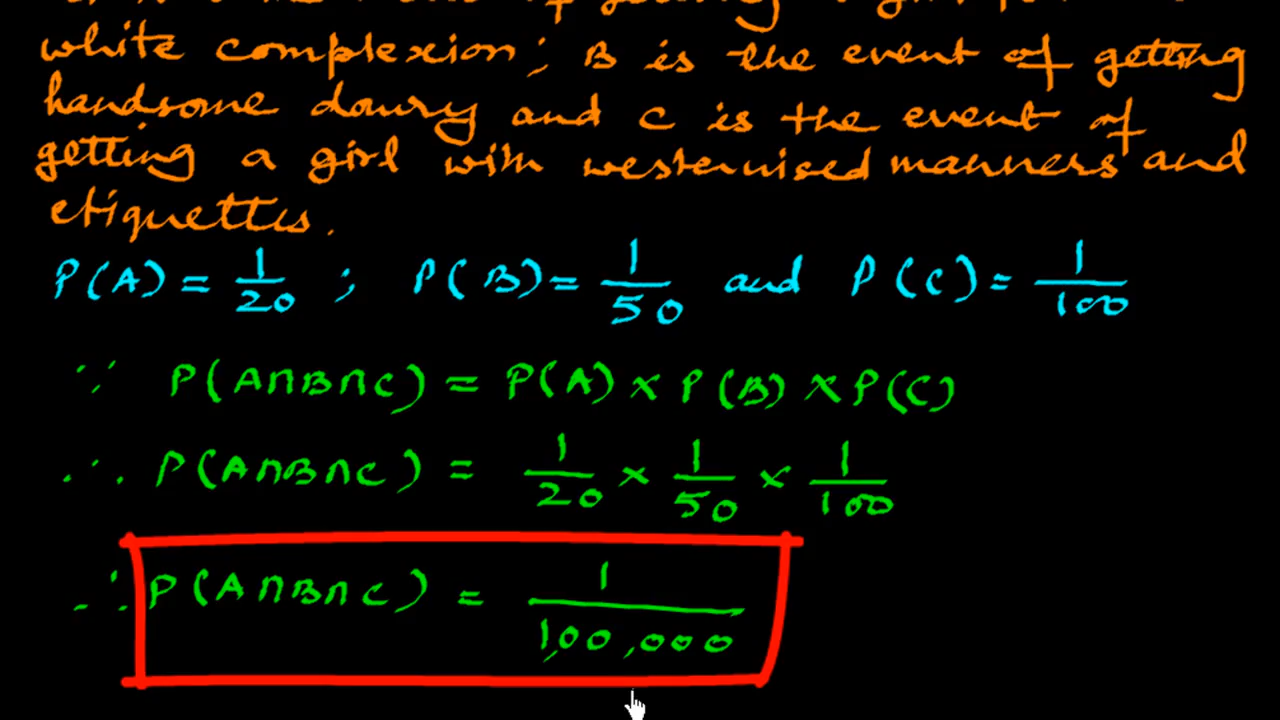 white complexion; B is the event of getting
handsome dowry and C is the event of
getting a girl with westernised manners and
etiquettes.
P(A) = 1/20 ; P(B) = 1/50 and P(C) = 1/100
∵ P(A∩B∩C) = P(A) × P(B) × P(C)
∴ P(A∩B∩C) = 1/20 × 1/50 × 1/100
∴ P(A∩B∩C) = 1/1,00,000